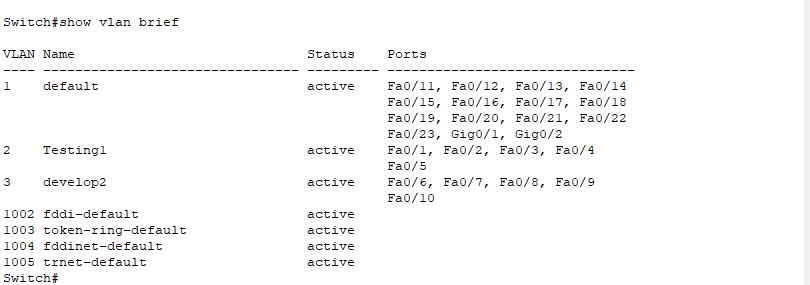 Switch#show vlan brief
VLAN Name                             Status    Ports
---- -------------------------------- --------- -------------------------------
1    default                          active    Fa0/11, Fa0/12, Fa0/13, Fa0/14
                                                Fa0/15, Fa0/16, Fa0/17, Fa0/18
                                                Fa0/19, Fa0/20, Fa0/21, Fa0/22
                                                Fa0/23, Gig0/1, Gig0/2
2    Testing1                         active    Fa0/1, Fa0/2, Fa0/3, Fa0/4
                                                Fa0/5
3    develop2                         active    Fa0/6, Fa0/7, Fa0/8, Fa0/9
                                                Fa0/10
1002 fddi-default                     active
1003 token-ring-default               active
1004 fddinet-default                  active
1005 trnet-default                    active
Switch#